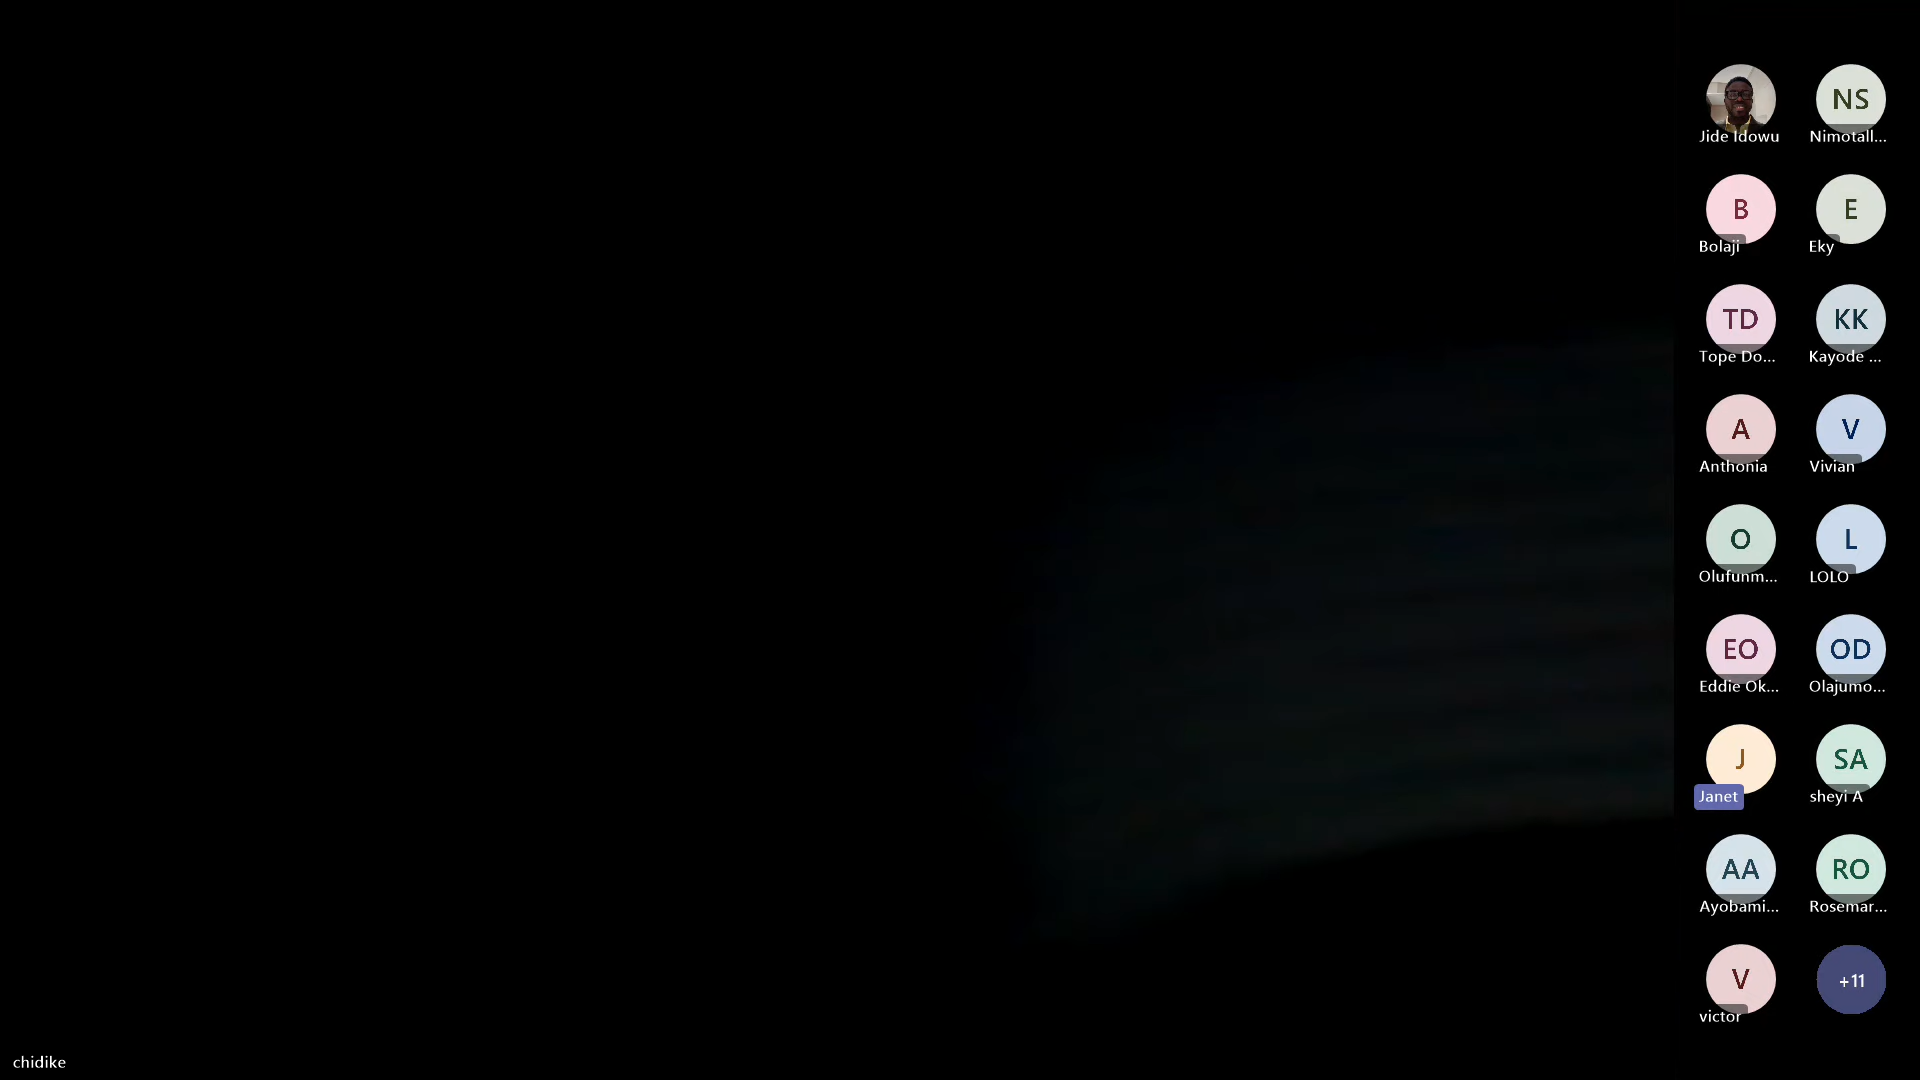 NS
Jide Idowu Nimotall...
B E
Bolaji Eky
TD KK
Tope Do... Kayode ...
A V
Anthonia Vivian
O L
Olufunm... LOLO
EO OD
Eddie Ok... Olajumo...
J SA
Janet sheyi A
AA RO
Ayobami... Rosemar...
V +11
victor
chidike